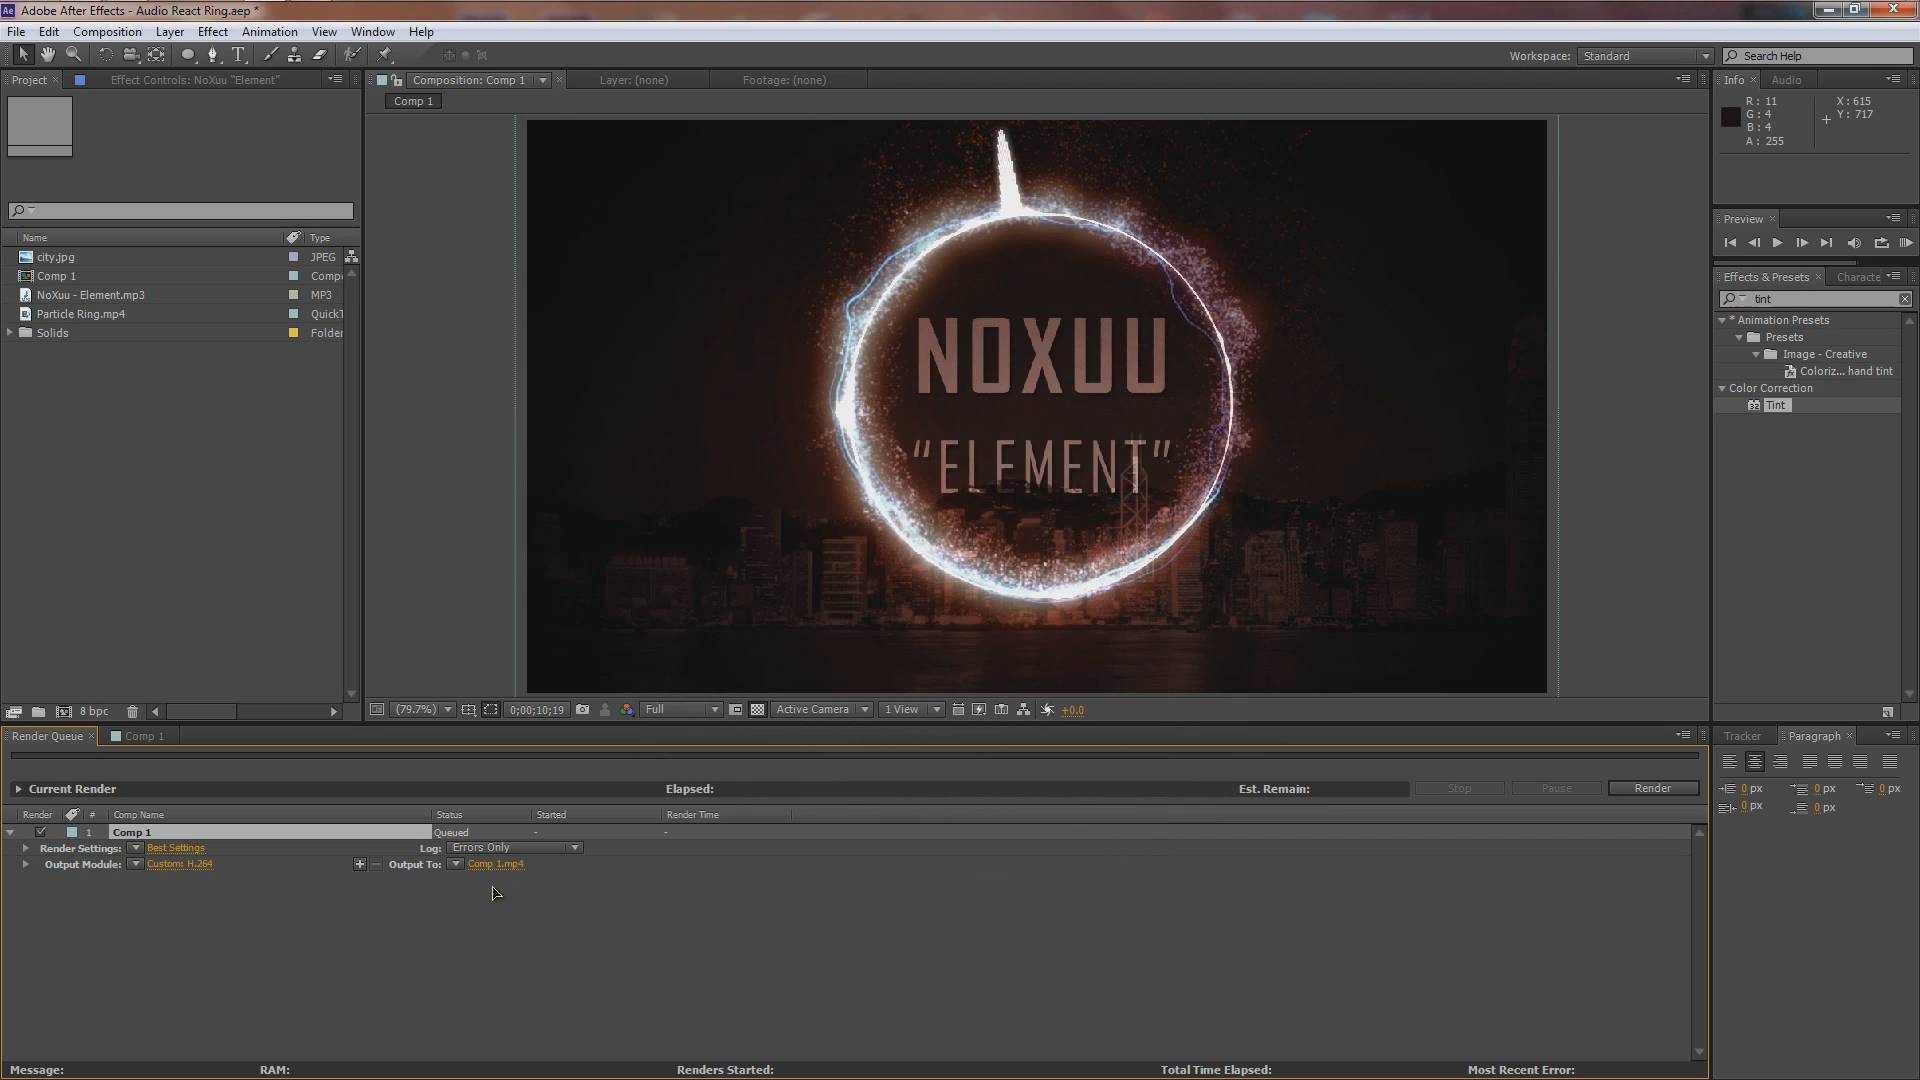 Ae Adobe After Effects - Audio React Ring.aep *
File Edit Composition Layer Effect Animation View Window Help
Workspace: Standard
Search Help
Project
Effect Controls: NoXuu "Element"
Composition: Comp 1
Layer: (none)
Footage: (none)
Comp 1
Name Type
city.jpg JPEG
Comp 1 Compo
NoXuu - Element.mp3 MP3
Particle Ring.mp4 QuickT
Solids Folder
8 bpc
NOXUU
“ELEMENT”
(79.7%) 0;00;10;19 Full Active Camera 1 View +0.0
Info Audio
R: 11
G: 4
B: 4
A: 255
X: 615
Y: 717
Preview
Effects & Presets Characte
tint
* Animation Presets
Presets
Image - Creative
Coloriz... hand tint
Color Correction
32 Tint
Render Queue Comp 1
Current Render Elapsed: Est. Remain: Stop Pause Render
Render # Comp Name Status Started Render Time
1 Comp 1 Queued - -
Render Settings: Best Settings Log: Errors Only
Output Module: Custom: H.264 + - Output To: Comp 1.mp4
Message: RAM: Renders Started: Total Time Elapsed: Most Recent Error:
Tracker Paragraph
0 px 0 px 0 px
0 px 0 px